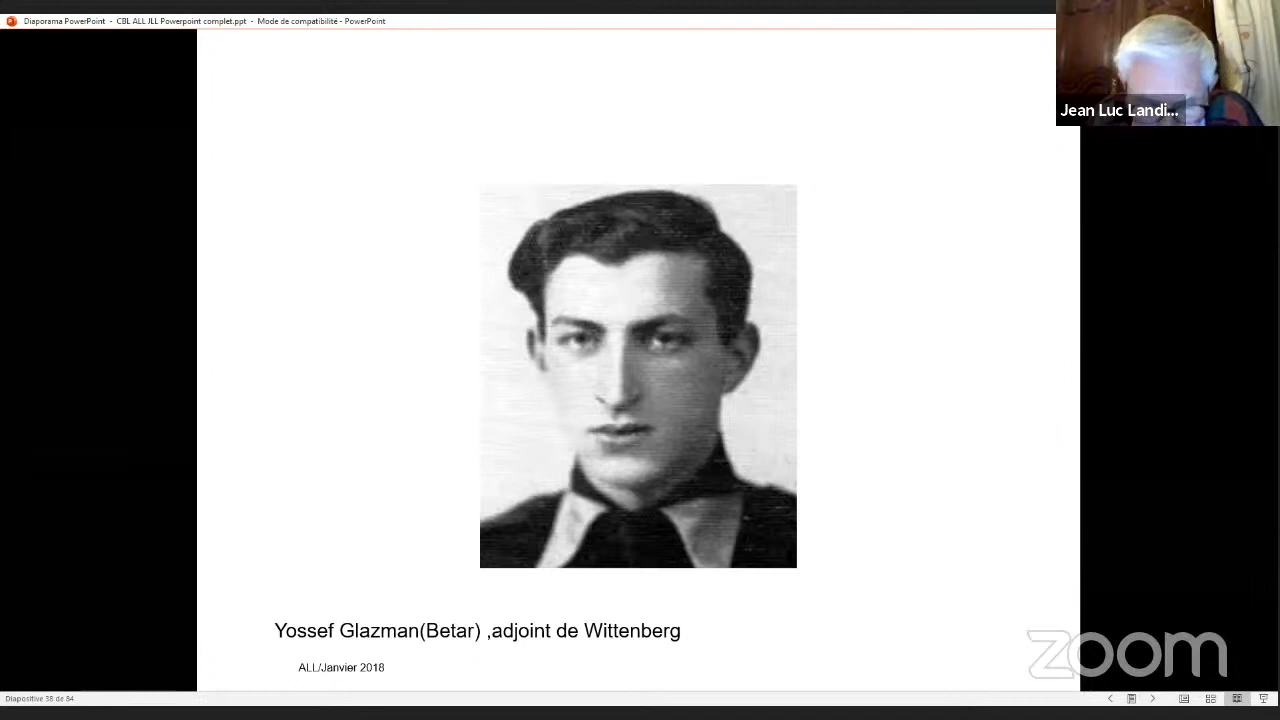 Diaporama PowerPoint - CBL ALL JLL Powerpoint complet.ppt - Mode de compatibilité - PowerPoint
Jean Luc Landi...
Yossef Glazman(Betar) ,adjoint de Wittenberg
ALL/Janvier 2018
zoom
Diapositive 38 de 84